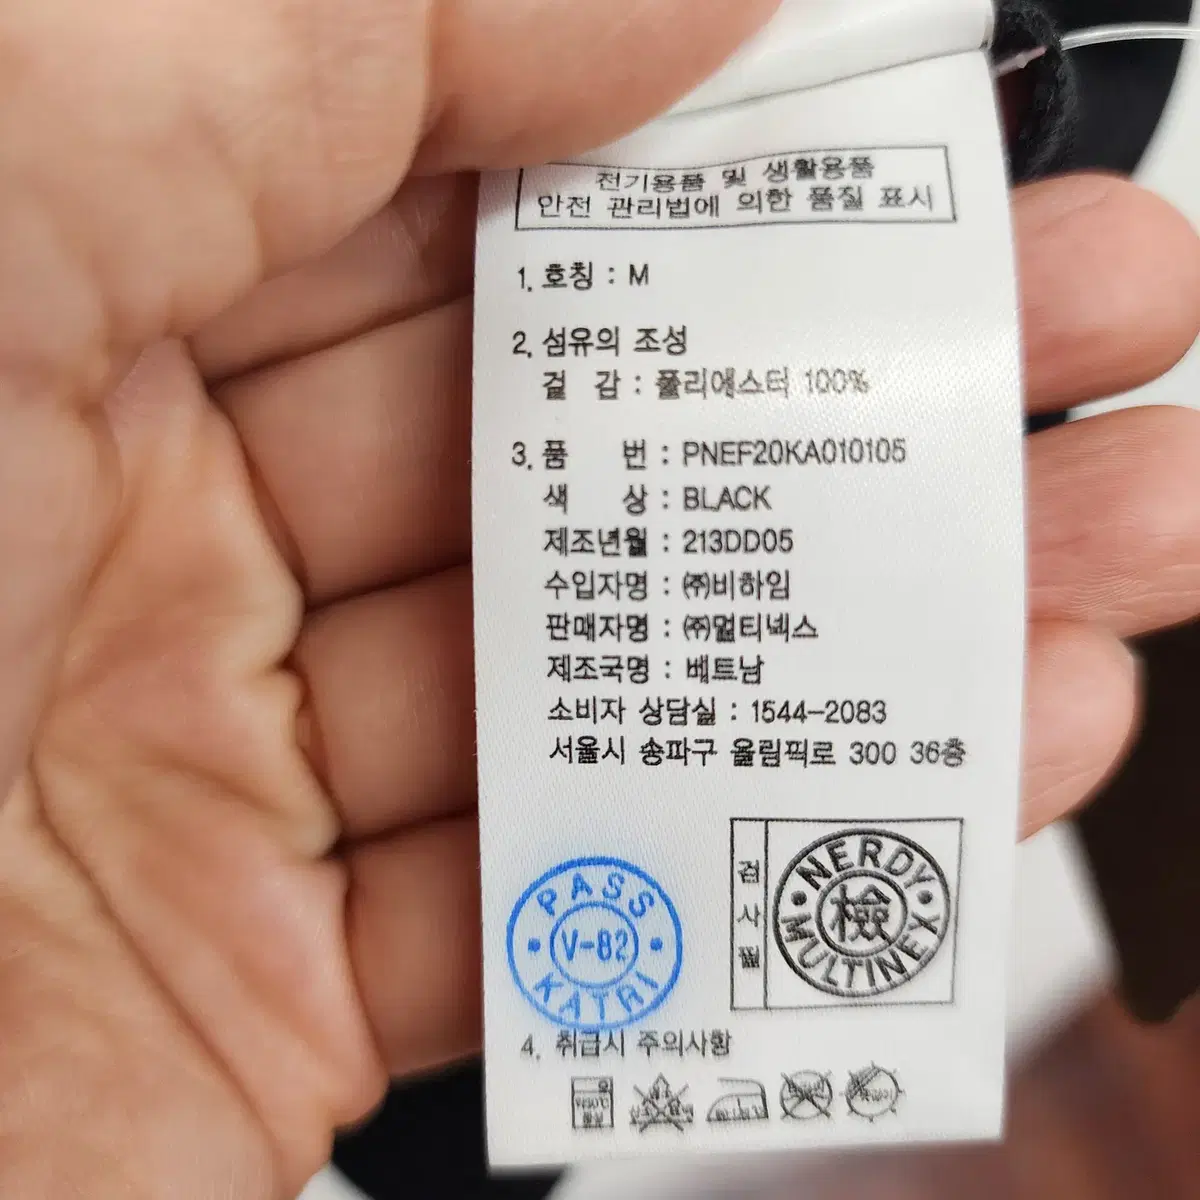 전기용품 및 생활용품
안전 관리법에 의한 품질 표시
1. 호칭 : M
2. 섬유의 조성
겉 감 : 폴리에스터 100%
3. 품 번 : PNEF20KA010105
색 상 : BLACK
제조년월 : 213DD05
수입자명 : ㈜비하임
판매자명 : ㈜멀티넥스
제조국명 : 베트남
소비자 상담실 : 1544-2083
서울시 송파구 올림픽로 300 36층
PASS
V-82
KATRI
검사필
NERDY
檢
MULTINEX
4. 취급시 주의사항